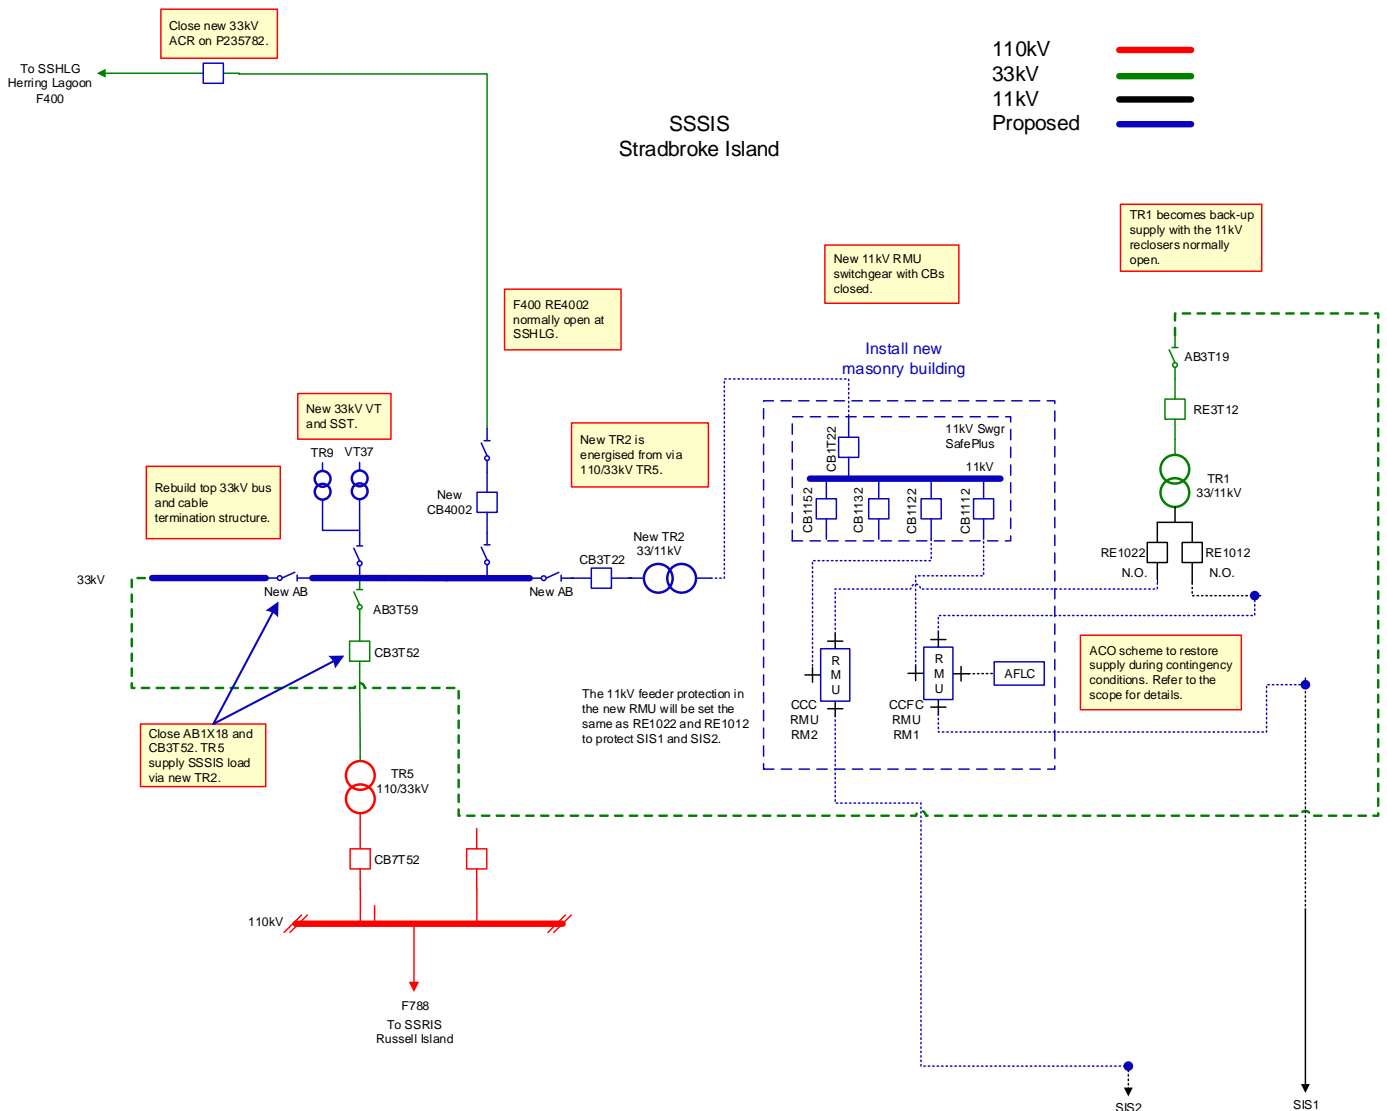 Close new 33kV
ACR on P235782.
To SSHLG
Herring Lagoon
F400
110kV
33kV
11kV
Proposed
SSSIS
Stradbroke Island
TR1 becomes back-up
supply with the 11kV
reclosers normally
open.
New 11kV RMU
switchgear with CBs
closed.
F400 RE4002
normally open at
SSHLG.
Install new
masonry building
AB3T19
RE3T12
New 33kV VT
and SST.
TR9
VT37
New TR2 is
energised from via
110/33kV TR5.
11kV Swgr
SafePlus
CB1T22
11kV
Rebuild top 33kV bus
and cable
termination structure.
New
CB4002
TR1
33/11kV
CB1152
CB1132
CB1122
CB1112
New TR2
33/11kV
CB3T22
RE1022
N.O.
RE1012
N.O.
33kV
New AB
New AB
AB3T59
CB3T52
ACO scheme to restore
supply during contingency
conditions. Refer to the
scope for details.
R
M
U
R
M
U
AFLC
The 11kV feeder protection in
the new RMU will be set the
same as RE1022 and RE1012
to protect SIS1 and SIS2.
CCC
RMU
RM2
CCFC
RMU
RM1
Close AB1X18 and
CB3T52. TR5
supply SSSIS load
via new TR2.
TR5
110/33kV
CB7T52
110kV
F788
To SSRIS
Russell Island
SIS2
SIS1